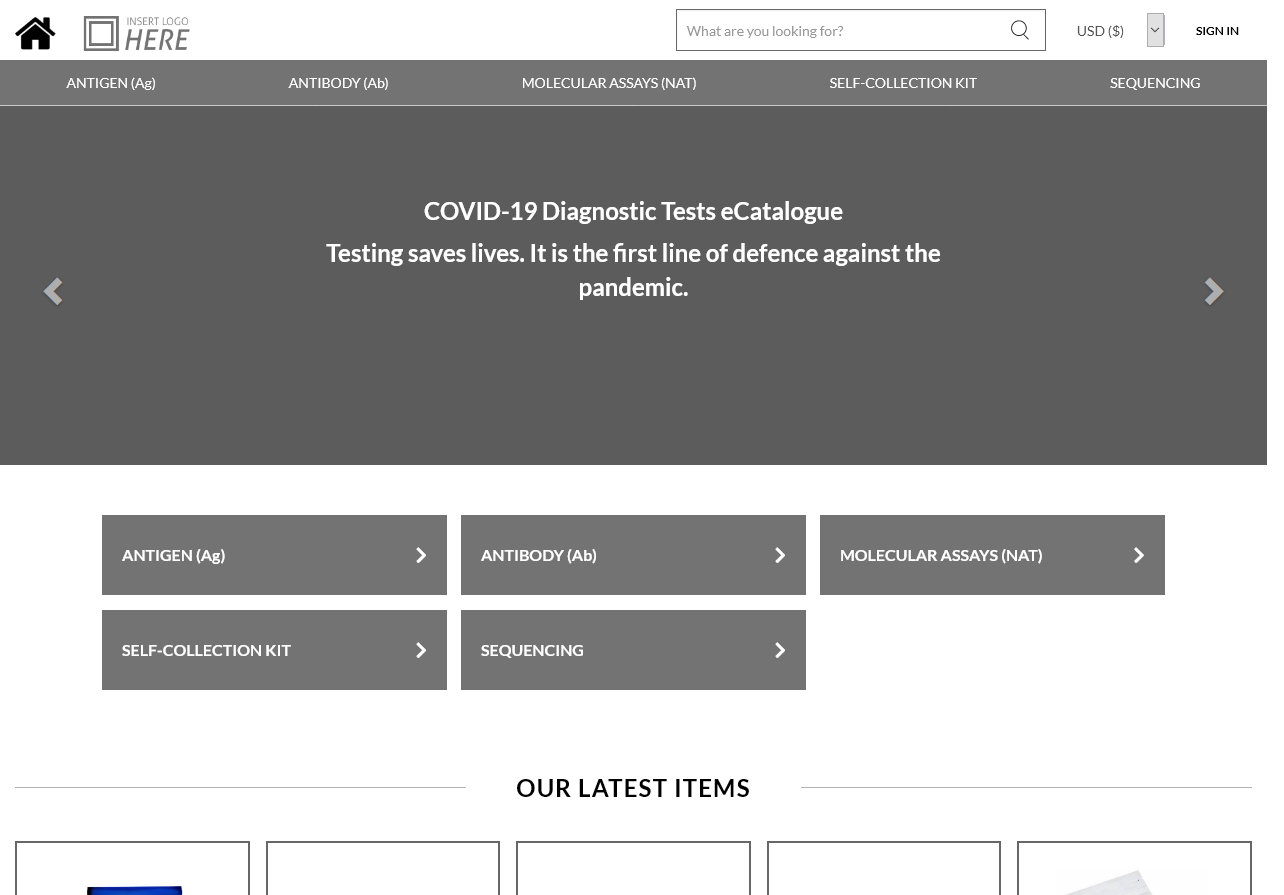 INSERT LOGO
HERE
What are you looking for?
USD ($)
SIGN IN
ANTIGEN (Ag)
ANTIBODY (Ab)
MOLECULAR ASSAYS (NAT)
SELF-COLLECTION KIT
SEQUENCING
COVID-19 Diagnostic Tests eCatalogue
Testing saves lives. It is the first line of defence against the
pandemic.
ANTIGEN (Ag)
ANTIBODY (Ab)
MOLECULAR ASSAYS (NAT)
SELF-COLLECTION KIT
SEQUENCING
OUR LATEST ITEMS